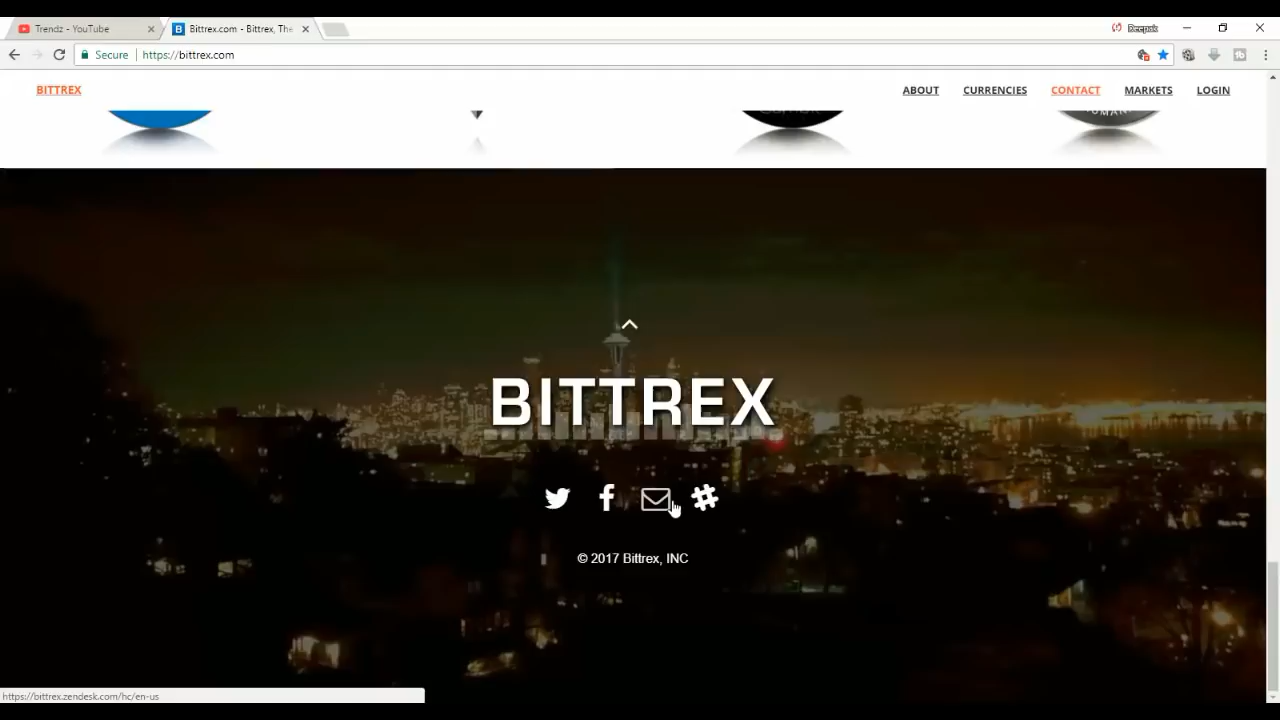 Trendz - YouTube
Bittrex.com - Bittrex, The
Deepak
Secure https://bittrex.com
BITTREX ABOUT CURRENCIES CONTACT MARKETS LOGIN
BITTREX
© 2017 Bittrex, INC
https://bittrex.zendesk.com/hc/en-us